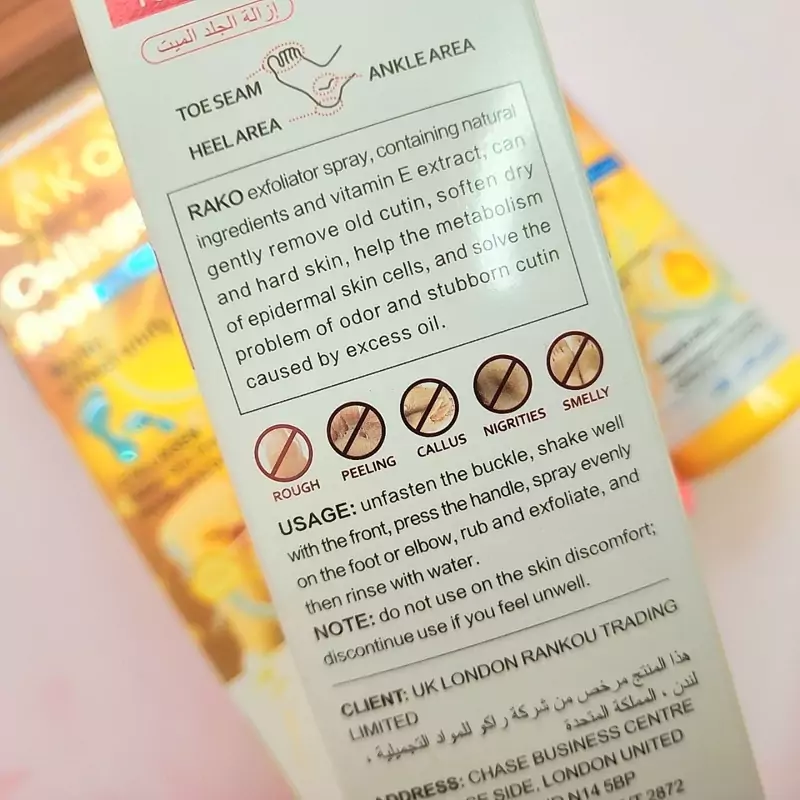 إزالة الجلد الميت
TOE SEAM
ANKLE AREA
HEEL AREA
RAKO exfoliator spray, containing natural
ingredients and vitamin E extract, can
gently remove old cutin, soften dry
and hard skin, help the metabolism
of epidermal skin cells, and solve the
problem of odor and stubborn cutin
caused by excess oil.
ROUGH
PEELING
CALLUS
NIGRITIES
SMELLY
USAGE: unfasten the buckle, shake well
with the front, press the handle, spray evenly
on the foot or elbow, rub and exfoliate, and
then rinse with water.
NOTE: do not use on the skin discomfort;
discontinue use if you feel unwell.
CLIENT: UK LONDON RANKOU TRADING
LIMITED
هذا المنتج مرخص من شركة راكو للمواد التجميلية ،
لندن ، المملكة المتحدة
ADDRESS: CHASE BUSINESS CENTRE
SIDE, LONDON UNITED
N14 5BP
2872